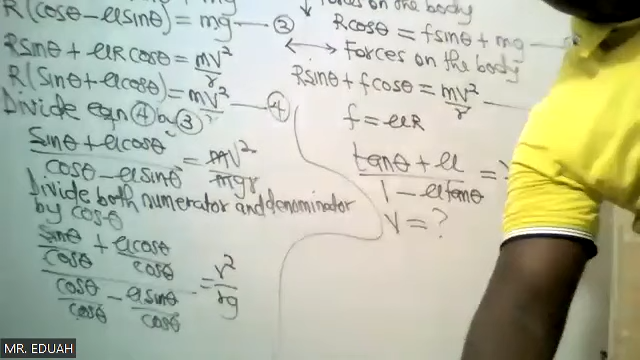 R(cosθ-μsinθ) = mg — ③
Rsinθ + μRcosθ = mv²/r
R(sinθ+μcosθ) = mv²/r — ④
Divide eqn ④ by ③
sinθ + μcosθ / cosθ - μsinθ = mv²/mgr
Divide both numerator and denominator
by cosθ
sinθ/cosθ + μcosθ/cosθ
cosθ/cosθ - μsinθ/cosθ = v²/rg
↕ Forces on the body
Rcosθ = fsinθ + mg
↔ Forces on the body
Rsinθ + fcosθ = mv²/r
f = μR
tanθ + μ / 1 - μtanθ =
v = ?
MR. EDUAH